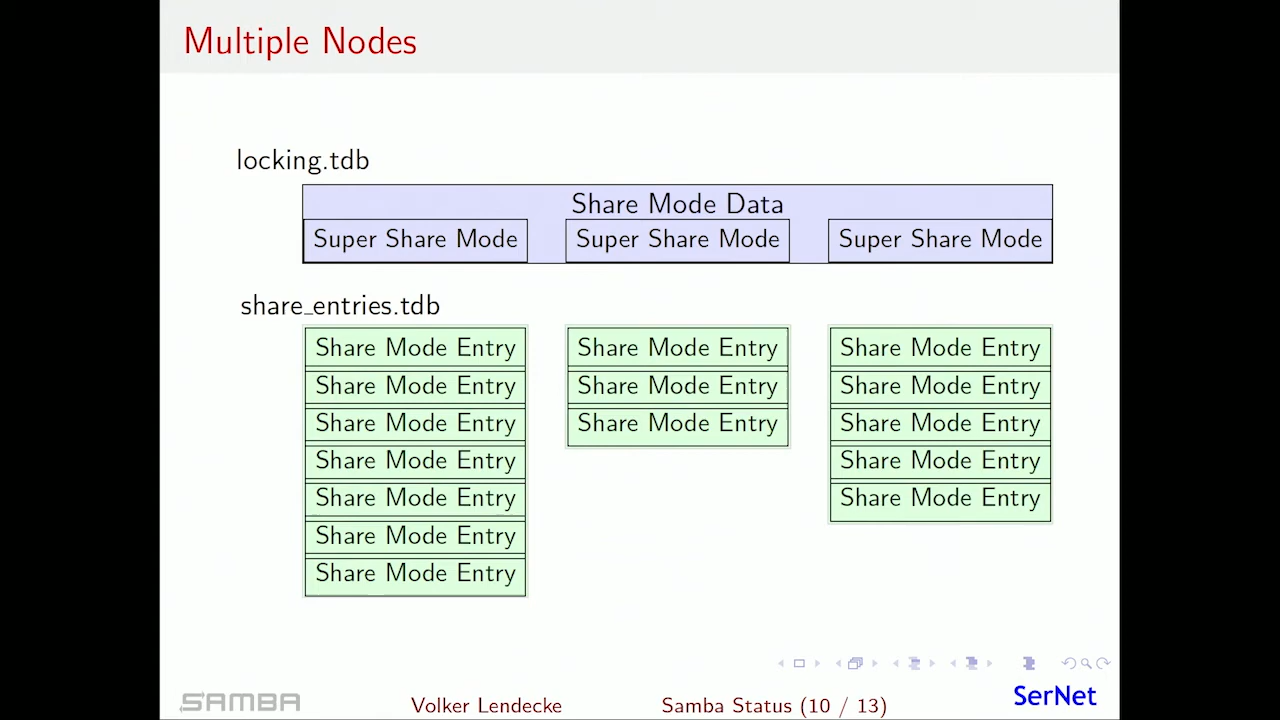 Multiple Nodes
locking.tdb
Share Mode Data
Super Share Mode Super Share Mode Super Share Mode
share_entries.tdb
Share Mode Entry Share Mode Entry Share Mode Entry
Share Mode Entry Share Mode Entry Share Mode Entry
Share Mode Entry Share Mode Entry Share Mode Entry
Share Mode Entry Share Mode Entry
Share Mode Entry Share Mode Entry
Share Mode Entry
Share Mode Entry
SAMBA Volker Lendecke Samba Status (10 / 13) SerNet